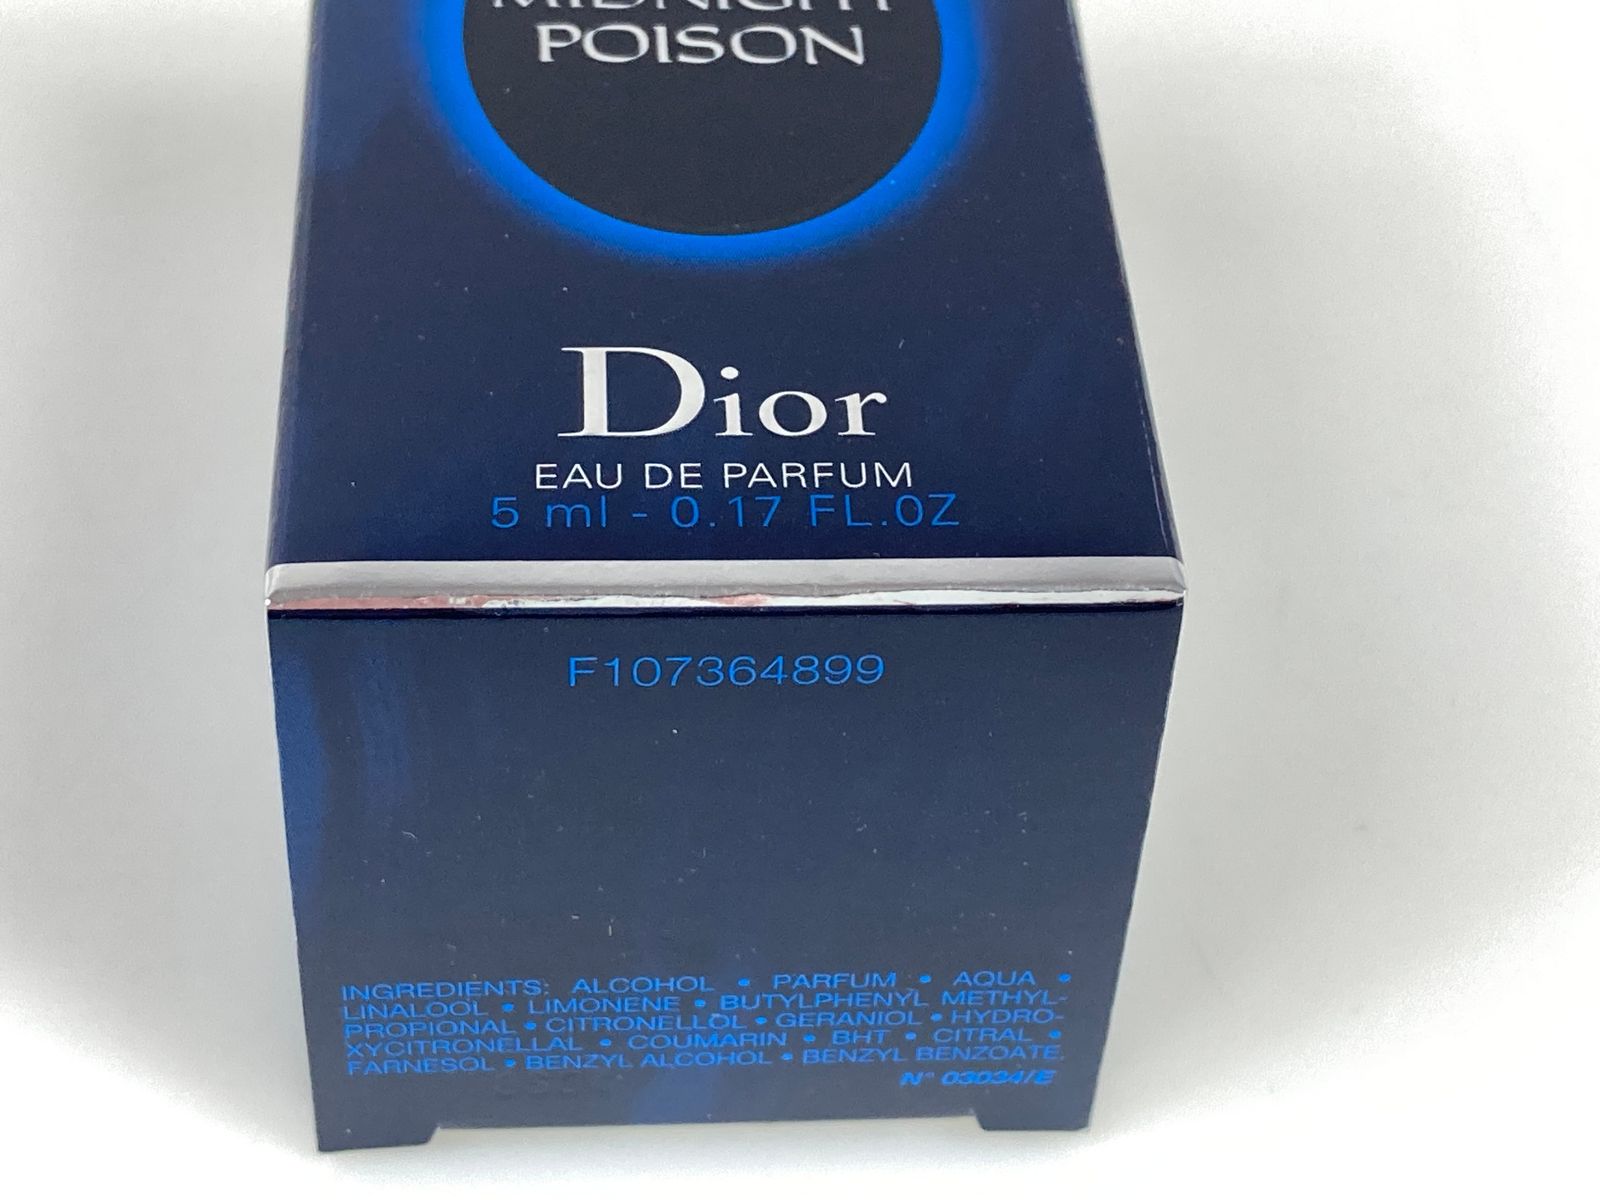 MIDNIGHT
POISON
Dior
EAU DE PARFUM
5 ml - 0.17 FL.OZ
F107364899
INGREDIENTS: ALCOHOL • PARFUM • AQUA •
LINALOOL • LIMONENE • BUTYLPHENYL METHYL-
PROPIONAL • CITRONELLOL • GERANIOL • HYDRO-
XYCITRONELLAL • COUMARIN • BHT • CITRAL •
FARNESOL • BENZYL ALCOHOL • BENZYL BENZOATE.
N° 03034/E